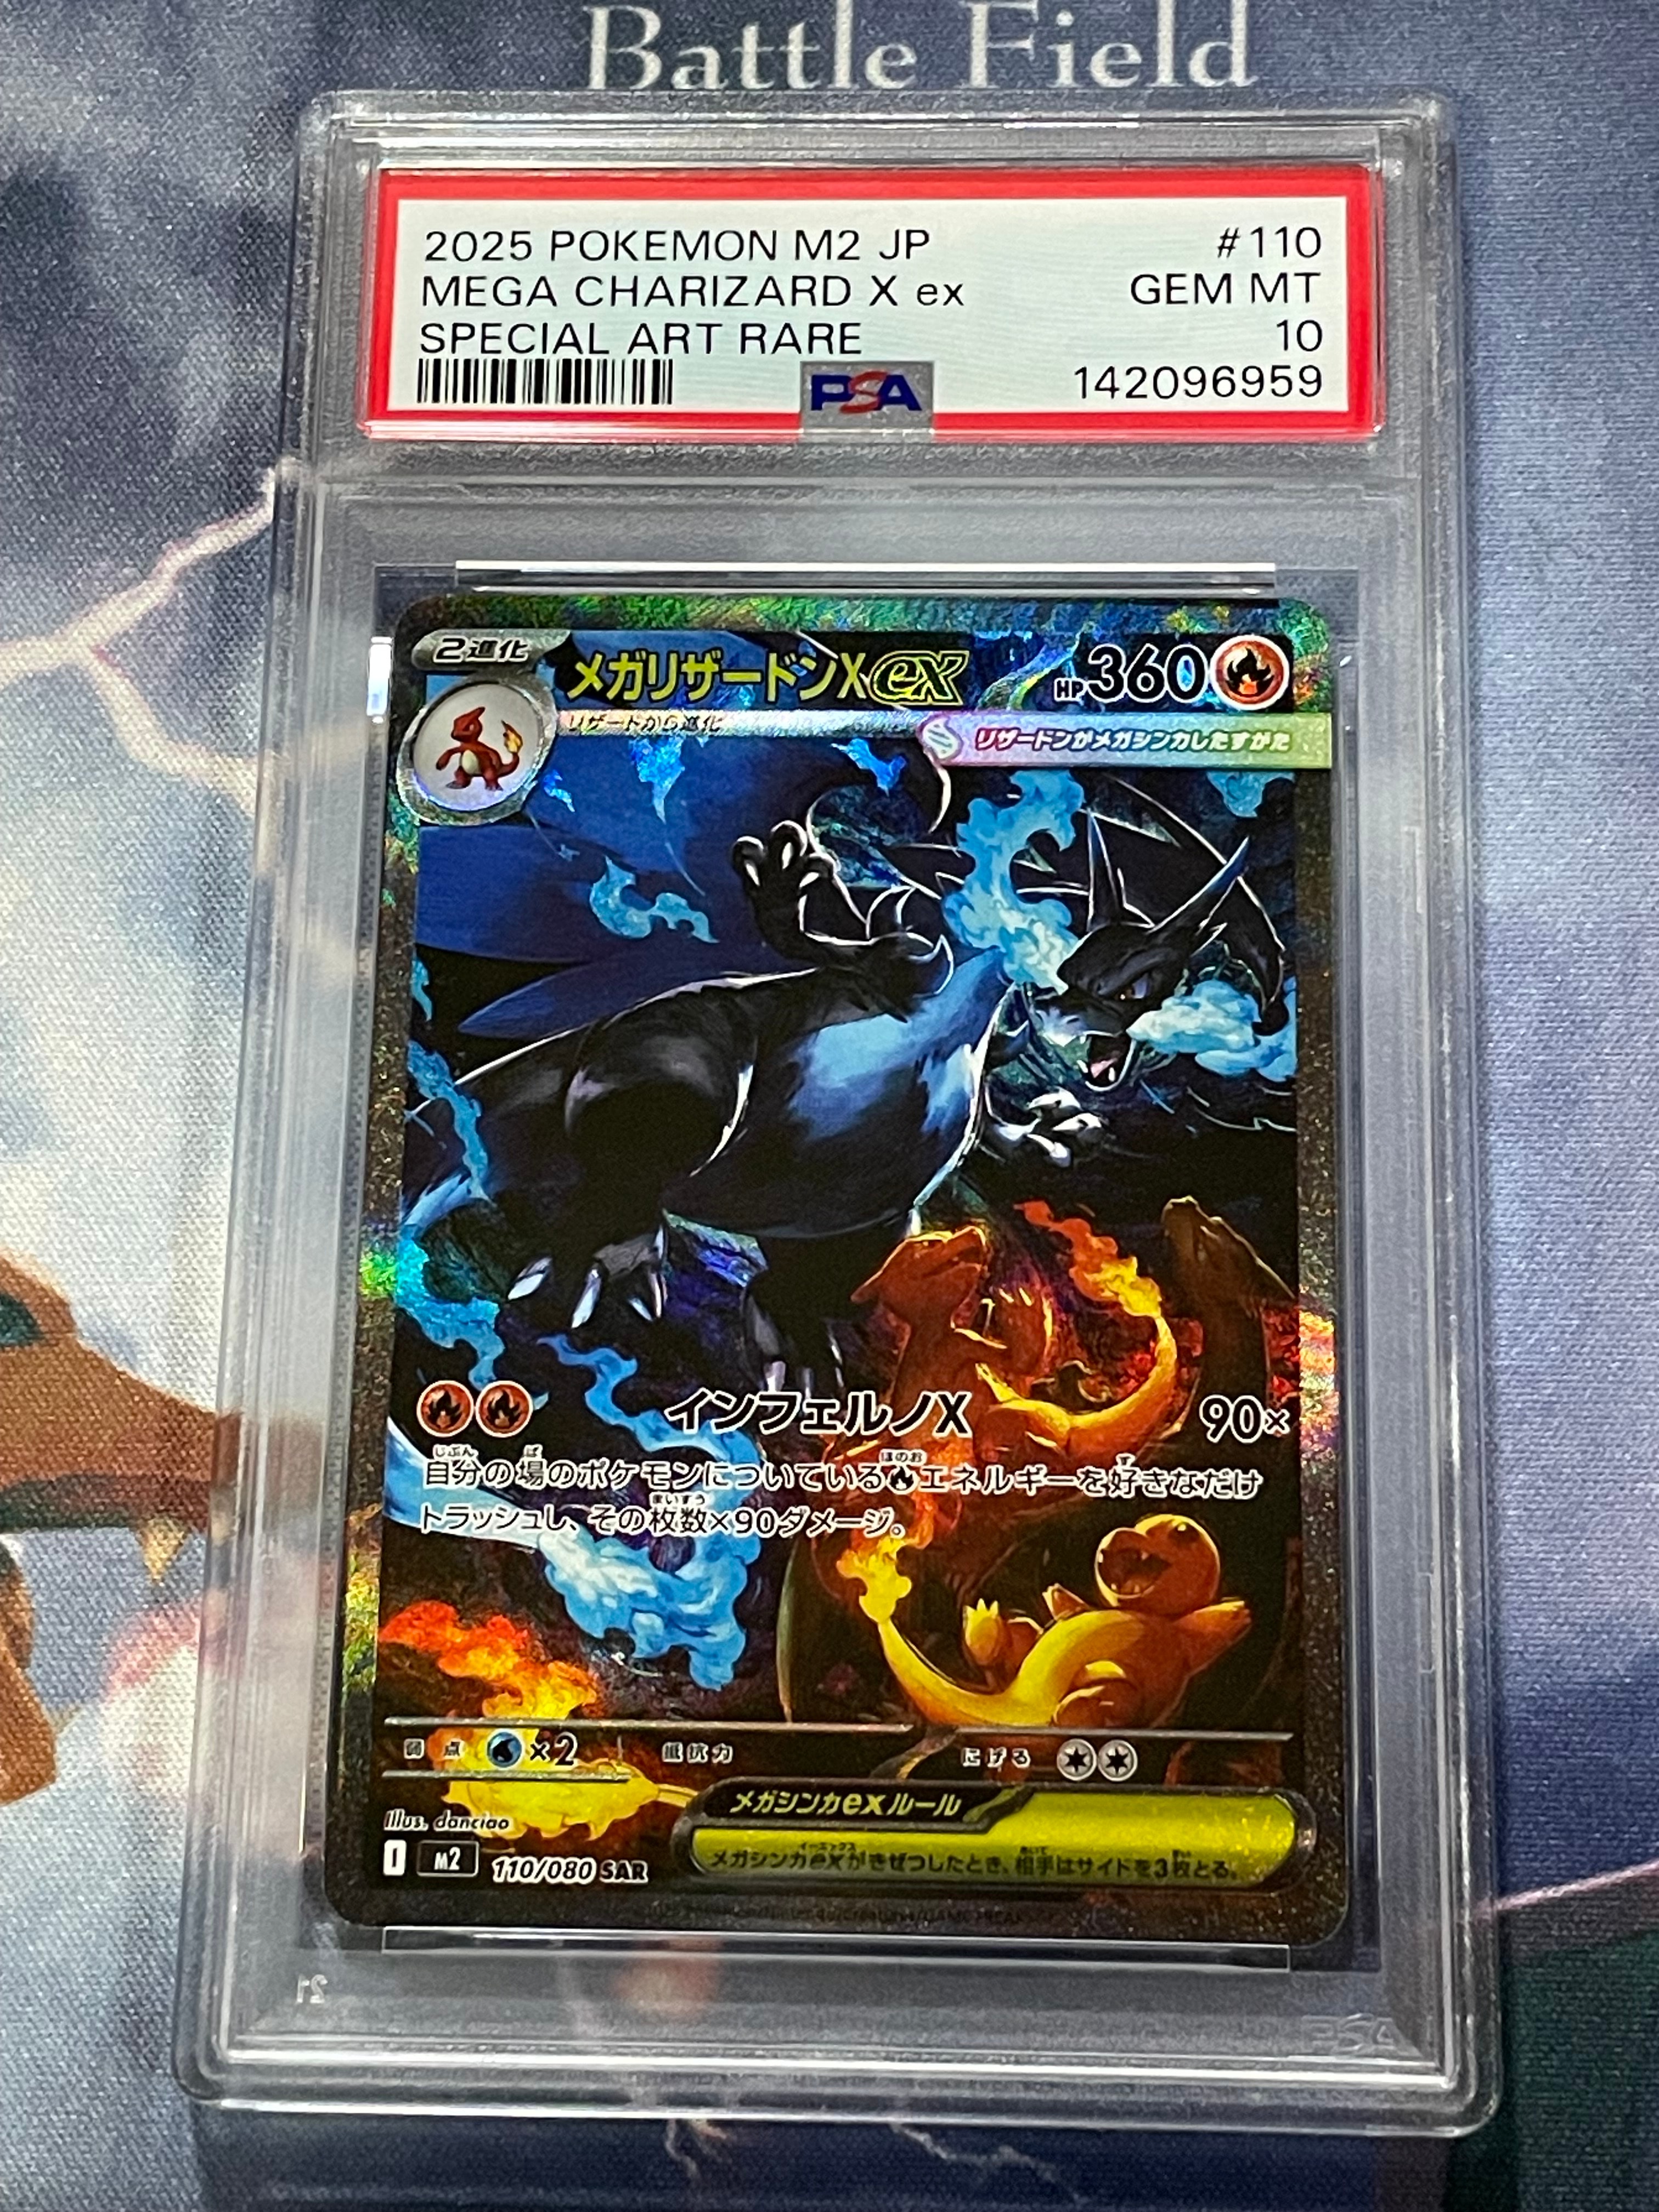 Battle Field
2025 POKEMON M2 JP #110
MEGA CHARIZARD X ex GEM MT
SPECIAL ART RARE 10
PSA 142096959
2進化 メガリザードンXex HP360
リザードから進化 リザードンがメガシンカしたすがた
インフェルノX 90×
自分の場のポケモンについている エネルギーを好きなだけ
トラッシュし、その枚数×90ダメージ。
弱点 ×2 抵抗力 にげる
メガシンカexルール
メガシンカexがきぜつしたとき、相手はサイドを3枚とる。
Illus. danciao
I M2 110/080 SAR
PSA